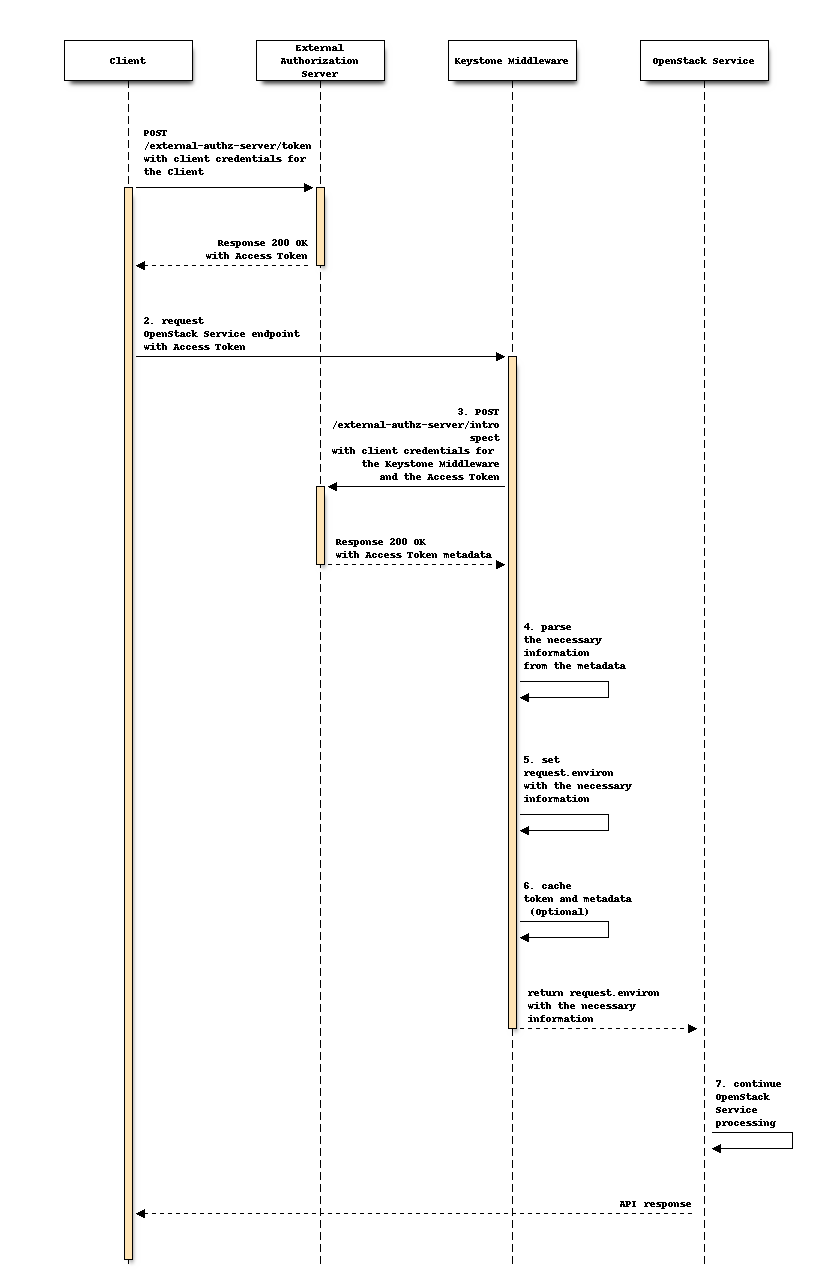 Client
External
Authorization
Server
Keystone Middleware
OpenStack Service
POST
/external-authz-server/token
with client credentials for
the Client
Response 200 OK
with Access Token
2. request
OpenStack Service endpoint
with Access Token
3. POST
/external-authz-server/intro
spect
with client credentials for
the Keystone Middleware
and the Access Token
Response 200 OK
with Access Token metadata
4. parse
the necessary
information
from the metadata
5. set
request.environ
with the necessary
information
6. cache
token and metadata
(Optional)
return request.environ
with the necessary
information
7. continue
OpenStack
Service
processing
API response